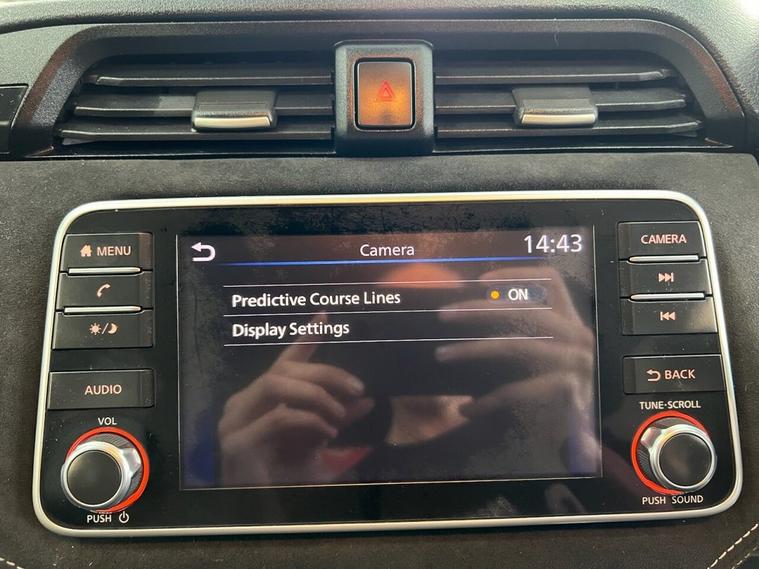 MENU
AUDIO
VOL
PUSH
Camera
14:43
Predictive Course Lines
ON
Display Settings
CAMERA
BACK
TUNE·SCROLL
PUSH SOUND